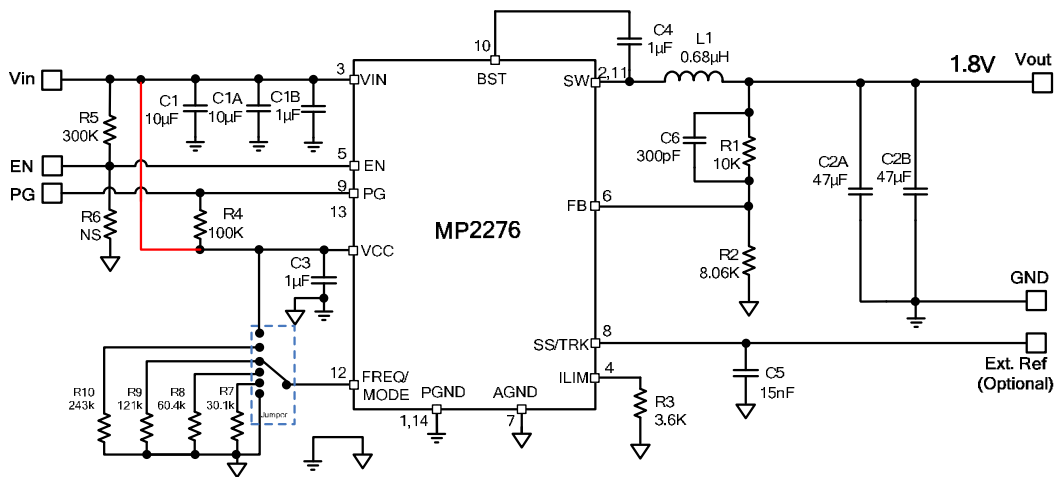 10
BST
C4
1µF
L1
0.68µH
Vin
3
VIN
SW
2,11
1.8V
Vout
C1
10µF
C1A
10µF
C1B
1µF
R5
300K
C6
300pF
R1
10K
C2A
47µF
C2B
47µF
EN
5
EN
PG
9
PG
13
R6
NS
R4
100K
MP2276
FB
6
VCC
C3
1µF
R2
8.06K
GND
SS/TRK
8
Ext. Ref
(Optional)
C5
15nF
12
FREQ/
MODE
ILIM
4
R3
3.6K
R10
243k
R9
121k
R8
60.4k
R7
30.1k
Jumper
PGND
1,14
AGND
7